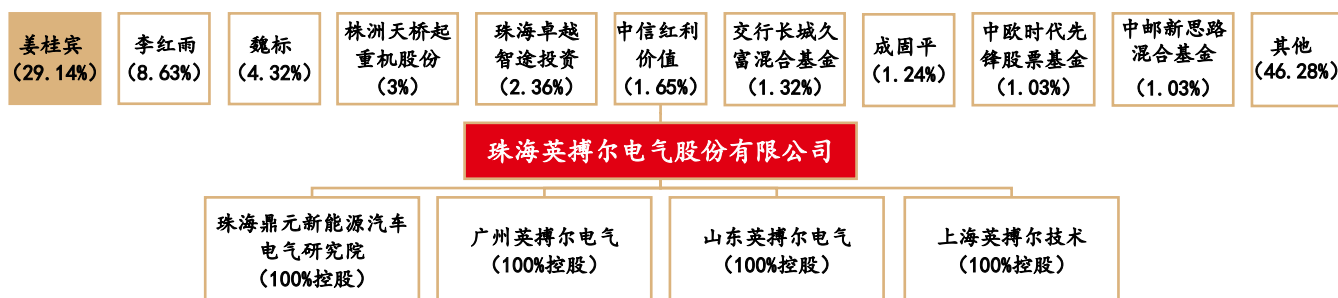 姜桂宾
（29.14%）
李红雨
（8.63%）
魏标
（4.32%）
株洲天桥起
重机股份
（3%）
珠海卓越
智途投资
（2.36%）
中信红利
价值
（1.65%）
交行长城久
富混合基金
（1.32%）
成固平
（1.24%）
中欧时代先
锋股票基金
（1.03%）
中邮新思路
混合基金
（1.03%）
其他
（46.28%）
珠海英搏尔电气股份有限公司
珠海鼎元新能源汽车
电气研究院
（100%控股）
广州英搏尔电气
（100%控股）
山东英搏尔电气
（100%控股）
上海英搏尔技术
（100%控股）